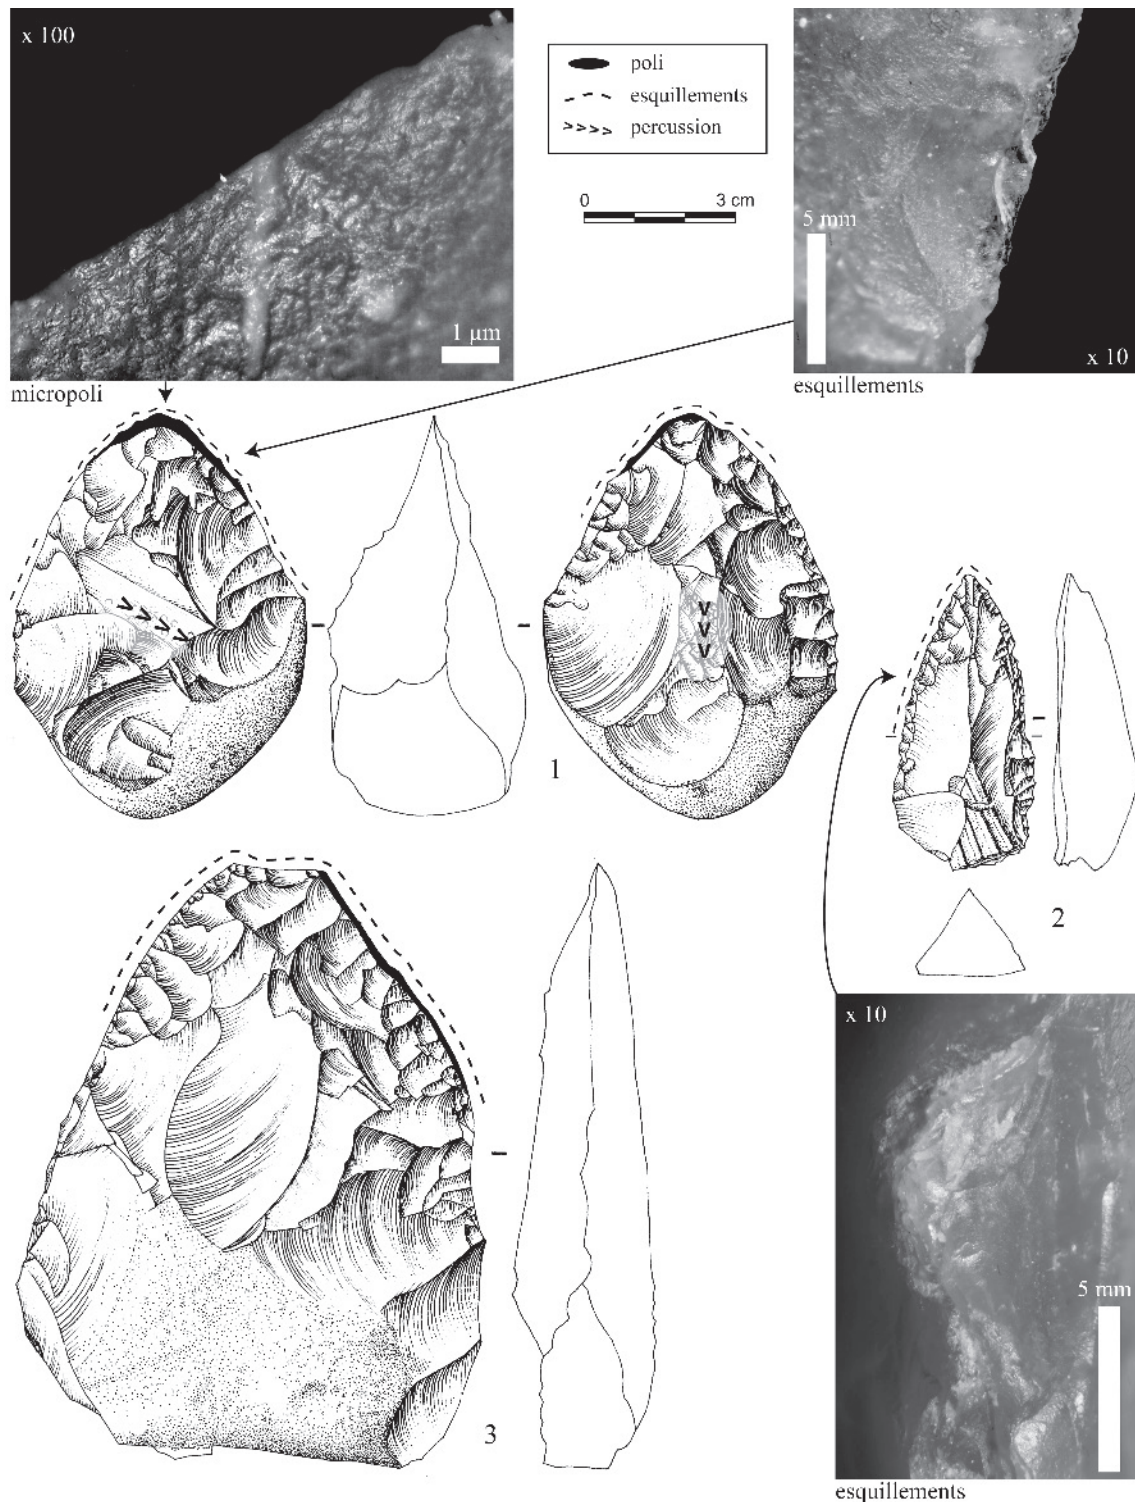 x 100
poli
esquillements
percussion
0 3 cm
5 mm
1 µm
x 10
micropoli
esquillements
1
2
3
x 10
5 mm
esquillements